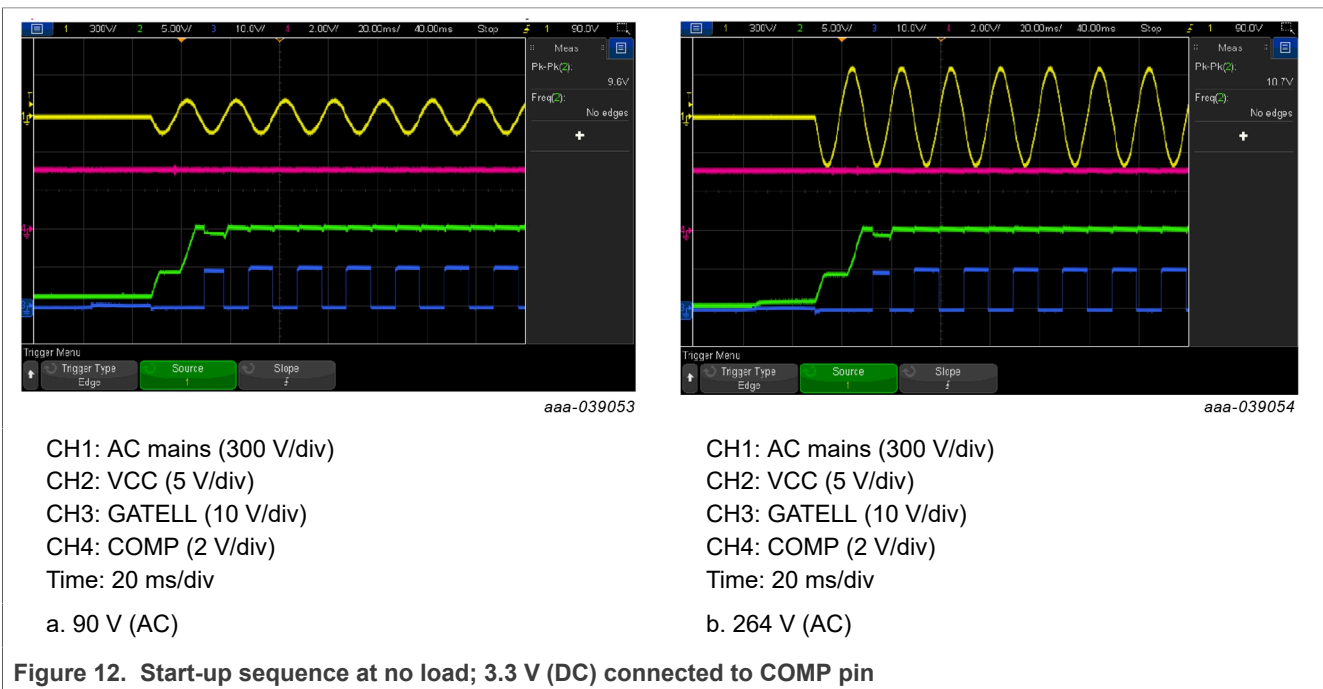 1 300V/ 2 5.00V/ 3 10.0V/ 4 2.00V/ 20.00ms/ 40.00ms Stop 1 90.0V
Meas
Pk-Pk(2):
9.6V
Freq(2):
No edges
Trigger Menu
Trigger Type
Edge
Source
1
Slope
aaa-039053
CH1: AC mains (300 V/div)
CH2: VCC (5 V/div)
CH3: GATELL (10 V/div)
CH4: COMP (2 V/div)
Time: 20 ms/div
a. 90 V (AC)
1 300V/ 2 5.00V/ 3 10.0V/ 4 2.00V/ 20.00ms/ 40.00ms Stop 1 90.0V
Meas
Pk-Pk(2):
10.7V
Freq(2):
No edges
Trigger Menu
Trigger Type
Edge
Source
1
Slope
aaa-039054
CH1: AC mains (300 V/div)
CH2: VCC (5 V/div)
CH3: GATELL (10 V/div)
CH4: COMP (2 V/div)
Time: 20 ms/div
b. 264 V (AC)
Figure 12. Start-up sequence at no load; 3.3 V (DC) connected to COMP pin